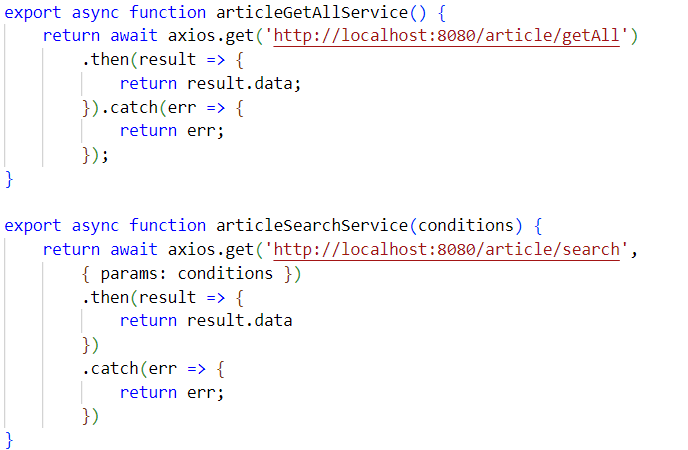 export async function articleGetAllService() {
    return await axios.get('http://localhost:8080/article/getAll')
        .then(result => {
            return result.data;
        }).catch(err => {
            return err;
        });
}

export async function articleSearchService(conditions) {
    return await axios.get('http://localhost:8080/article/search',
        { params: conditions })
        .then(result => {
            return result.data
        })
        .catch(err => {
            return err;
        })
}